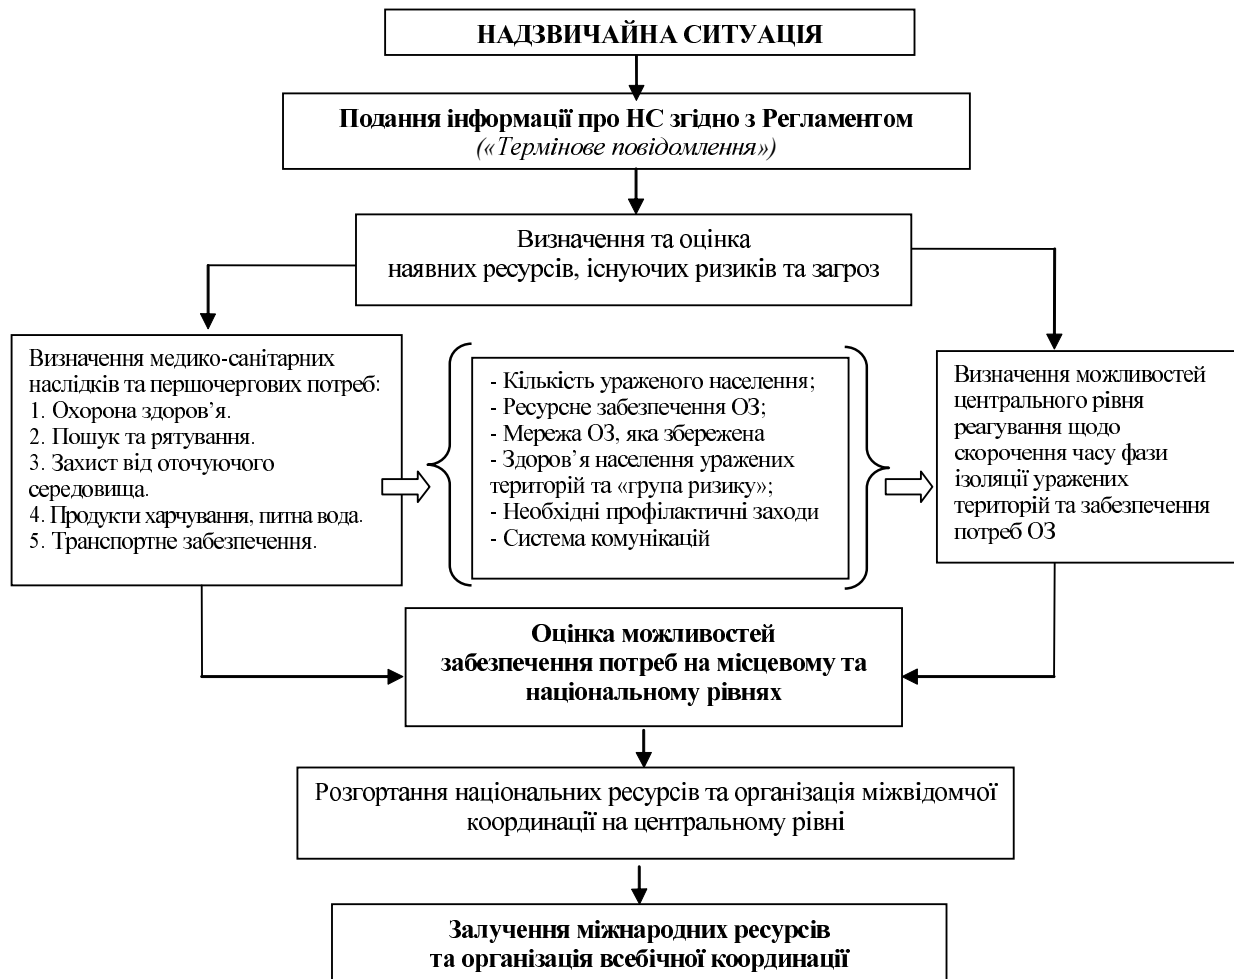 НАДЗВИЧАЙНА СИТУАЦІЯ
Подання інформації про НС згідно з Регламентом
(«Термінове повідомлення»)
Визначення та оцінка
наявних ресурсів, існуючих ризиків та загроз
Визначення медико-санітарних
наслідків та першочергових потреб:
1. Охорона здоров’я.
2. Пошук та рятування.
3. Захист від оточуючого
середовища.
4. Продукти харчування, питна вода.
5. Транспортне забезпечення.
- Кількість ураженого населення;
- Ресурсне забезпечення ОЗ;
- Мережа ОЗ, яка збережена
- Здоров’я населення уражених
територій та «група ризику»;
- Необхідні профілактичні заходи
- Система комунікацій
Визначення можливостей
центрального рівня
реагування щодо
скорочення часу фази
ізоляції уражених
територій та забезпечення
потреб ОЗ
Оцінка можливостей
забезпечення потреб на місцевому та
національному рівнях
Розгортання національних ресурсів та організація міжвідомчої
координації на центральному рівні
Залучення міжнародних ресурсів
та організація всебічної координації